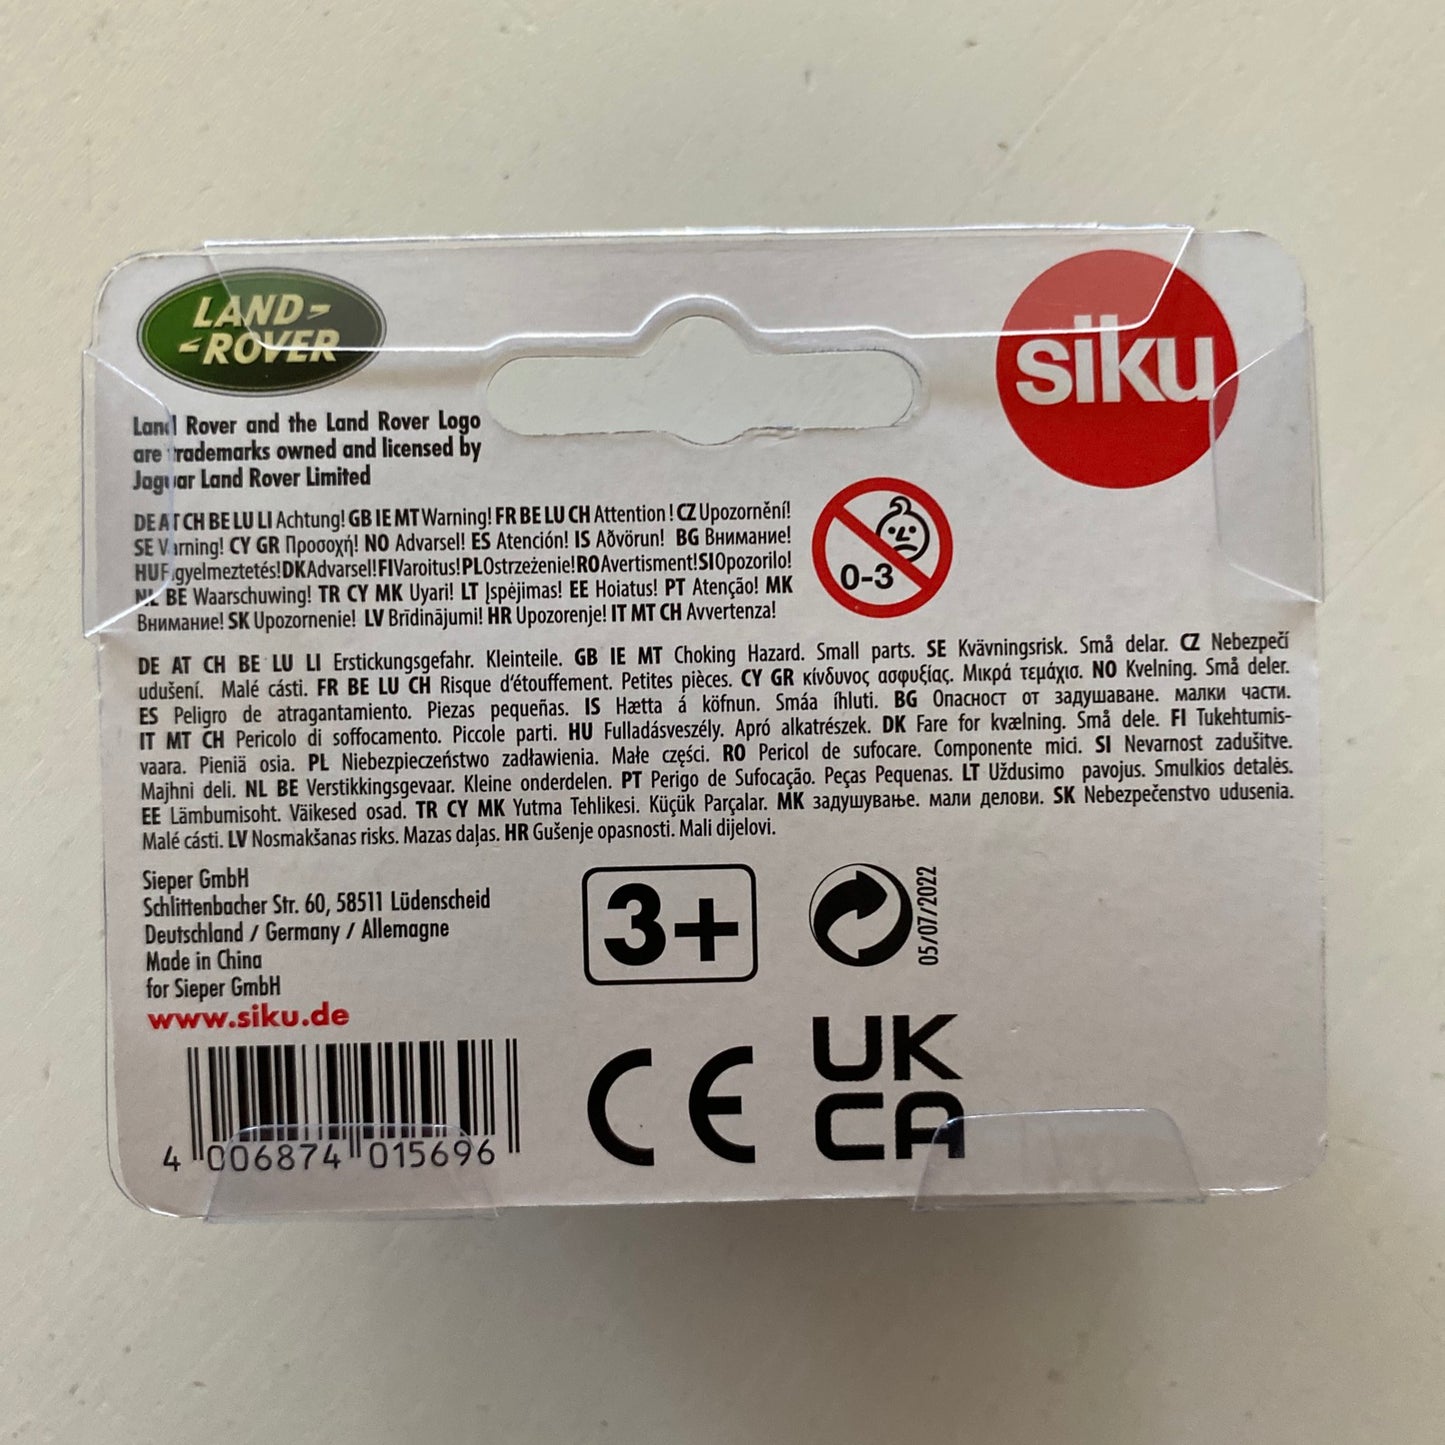 LAND-
-ROVER
siku
Land Rover and the Land Rover Logo
are trademarks owned and licensed by
Jaguar Land Rover Limited
DE AT CH BE LU LI Achtung! GB IE MT Warning! FR BE LU CH Attention! CZ Upozornění!
SE Varning! CY GR Προσοχή! NO Advarsel! ES Atención! IS Aðvörun! BG Внимание!
HU Figyelmeztetés! DK Advarsel! FI Varoitus! PL Ostrzeżenie! RO Avertisment! SI Opozorilo!
NL BE Waarschuwing! TR CY MK Uyari! LT Įspėjimas! EE Hoiatus! PT Atenção! MK
Внимание! SK Upozornenie! LV Brīdinājumi! HR Upozorenje! IT MT CH Avvertenza!
0-3
DE AT CH BE LU LI Erstickungsgefahr. Kleinteile. GB IE MT Choking Hazard. Small parts. SE Kvävningsrisk. Små delar. CZ Nebezpečí
udušení. Malé cásti. FR BE LU CH Risque d'étouffement. Petites pièces. CY GR κίνδυνος ασφυξίας. Μικρά τεμάχιο. NO Kvelning. Små deler.
ES Peligro de atragantamiento. Piezas pequeñas. IS Hætta á köfnun. Smáa íhluti. BG Опасност от задушаване. малки части.
IT MT CH Pericolo di soffocamento. Piccole parti. HU Fulladásveszély. Apró alkatrészek. DK Fare for kvælning. Små dele. FI Tukehtumis-
vaara. Pieniä osia. PL Niebezpieczeństwo zadławienia. Małe części. RO Pericol de sufocare. Componente mici. SI Nevarnost zadušitve.
Majhni deli. NL BE Verstikkingsgevaar. Kleine onderdelen. PT Perigo de Sufocação. Peças Pequenas. LT Uždusimo pavojus. Smulkios detalės.
EE Lämbumisoht. Väikesed osad. TR CY MK Yutma Tehlikesi. Küçük Parçalar. MK задушување. мали делови. SK Nebezpečenstvo udusenia.
Malé cásti. LV Nosmakšanas risks. Mazas daļas. HR Gušenje opasnosti. Mali dijelovi.
Sieper GmbH
Schlittenbacher Str. 60, 58511 Lüdenscheid
Deutschland / Germany / Allemagne
Made in China
for Sieper GmbH
www.siku.de
3+
05/07/2022
4 006874 015696
CE
UK
CA